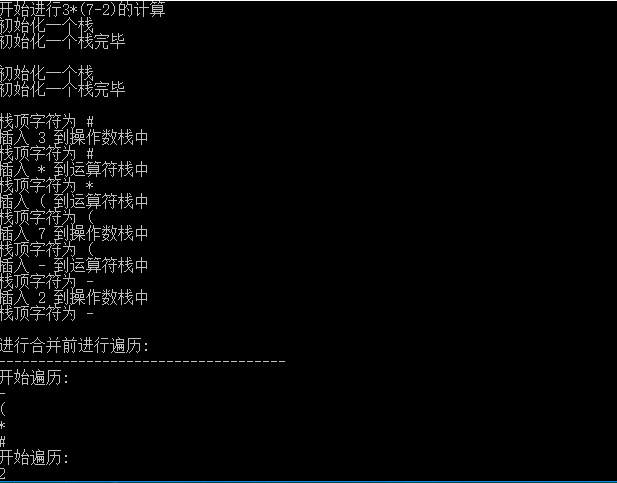 开始进行3*(7-2)的计算
初始化一个栈
初始化一个栈完毕
初始化一个栈
初始化一个栈完毕
栈顶字符为 #
插入 3 到操作数栈中
栈顶字符为 #
插入 * 到运算符栈中
栈顶字符为 *
插入 ( 到运算符栈中
栈顶字符为 (
插入 7 到操作数栈中
栈顶字符为 (
插入 - 到运算符栈中
栈顶字符为 -
插入 2 到操作数栈中
栈顶字符为 -
进行合并前进行遍历:
------------------------------------
开始遍历:
-
(
*
#
开始遍历:
2